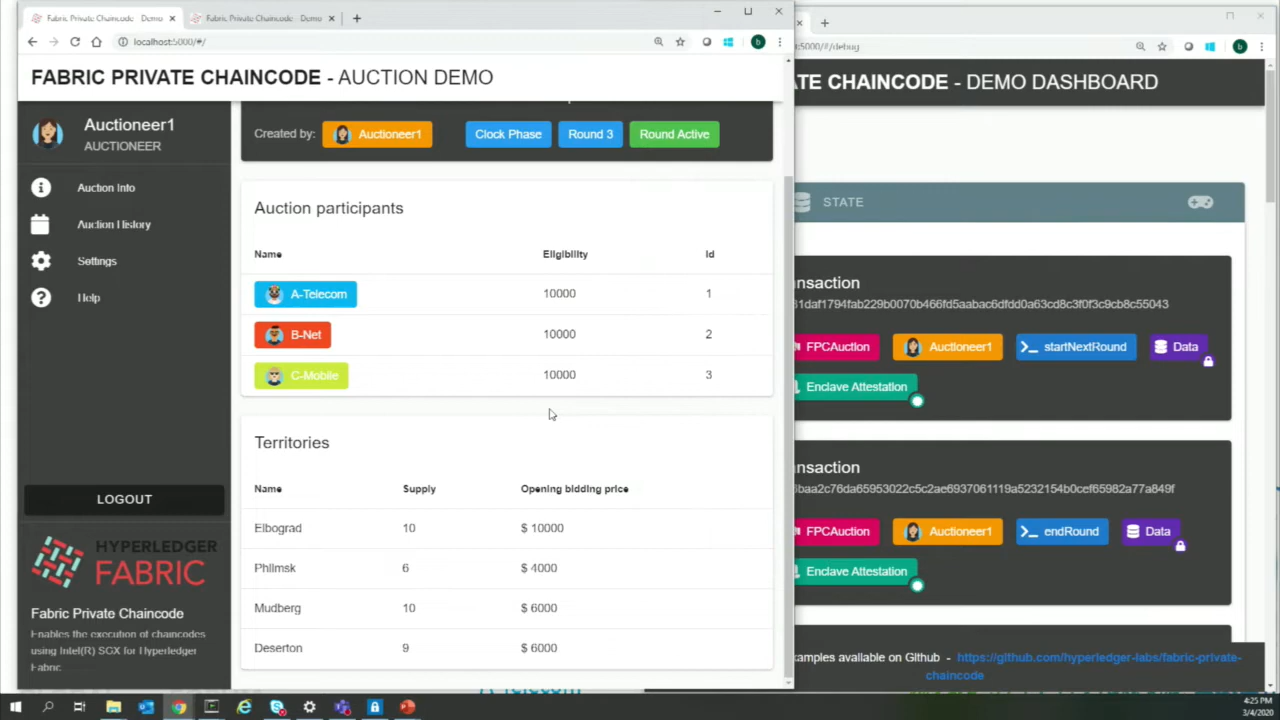 Fabric Private Chaincode - Demo
Fabric Private Chaincode - Demo
localhost:5000/#/
FABRIC PRIVATE CHAINCODE - AUCTION DEMO
Auctioneer1
AUCTIONEER
Auction Info
Auction History
Settings
Help
LOGOUT
HYPERLEDGER
FABRIC
Fabric Private Chaincode
Enables the execution of chaincodes
using Intel(R) SGX for Hyperledger
Fabric.
Created by: Auctioneer1 Clock Phase Round 3 Round Active
Auction participants
Name Eligibility Id
A-Telecom 10000 1
B-Net 10000 2
C-Mobile 10000 3
Territories
Name Supply Opening bidding price
Elbograd 10 $ 10000
Philmsk 6 $ 4000
Mudberg 10 $ 6000
Deserton 9 $ 6000
5000/#/debug
TE CHAINCODE - DEMO DASHBOARD
STATE
nsaction
31daf1794fab229b0070b466fd5aabac6dfdd0a63cd8c3f0f3c9cb8c55043
FPCAuction Auctioneer1 startNextRound Data
Enclave Attestation
nsaction
6baa2c76da65953022c5c2ae6937061119a5232154b0cef65982a77a849f
FPCAuction Auctioneer1 endRound Data
Enclave Attestation
amples available on Github - https://github.com/hyperledger-labs/fabric-private-
chaincode
4:25 PM
3/4/2020